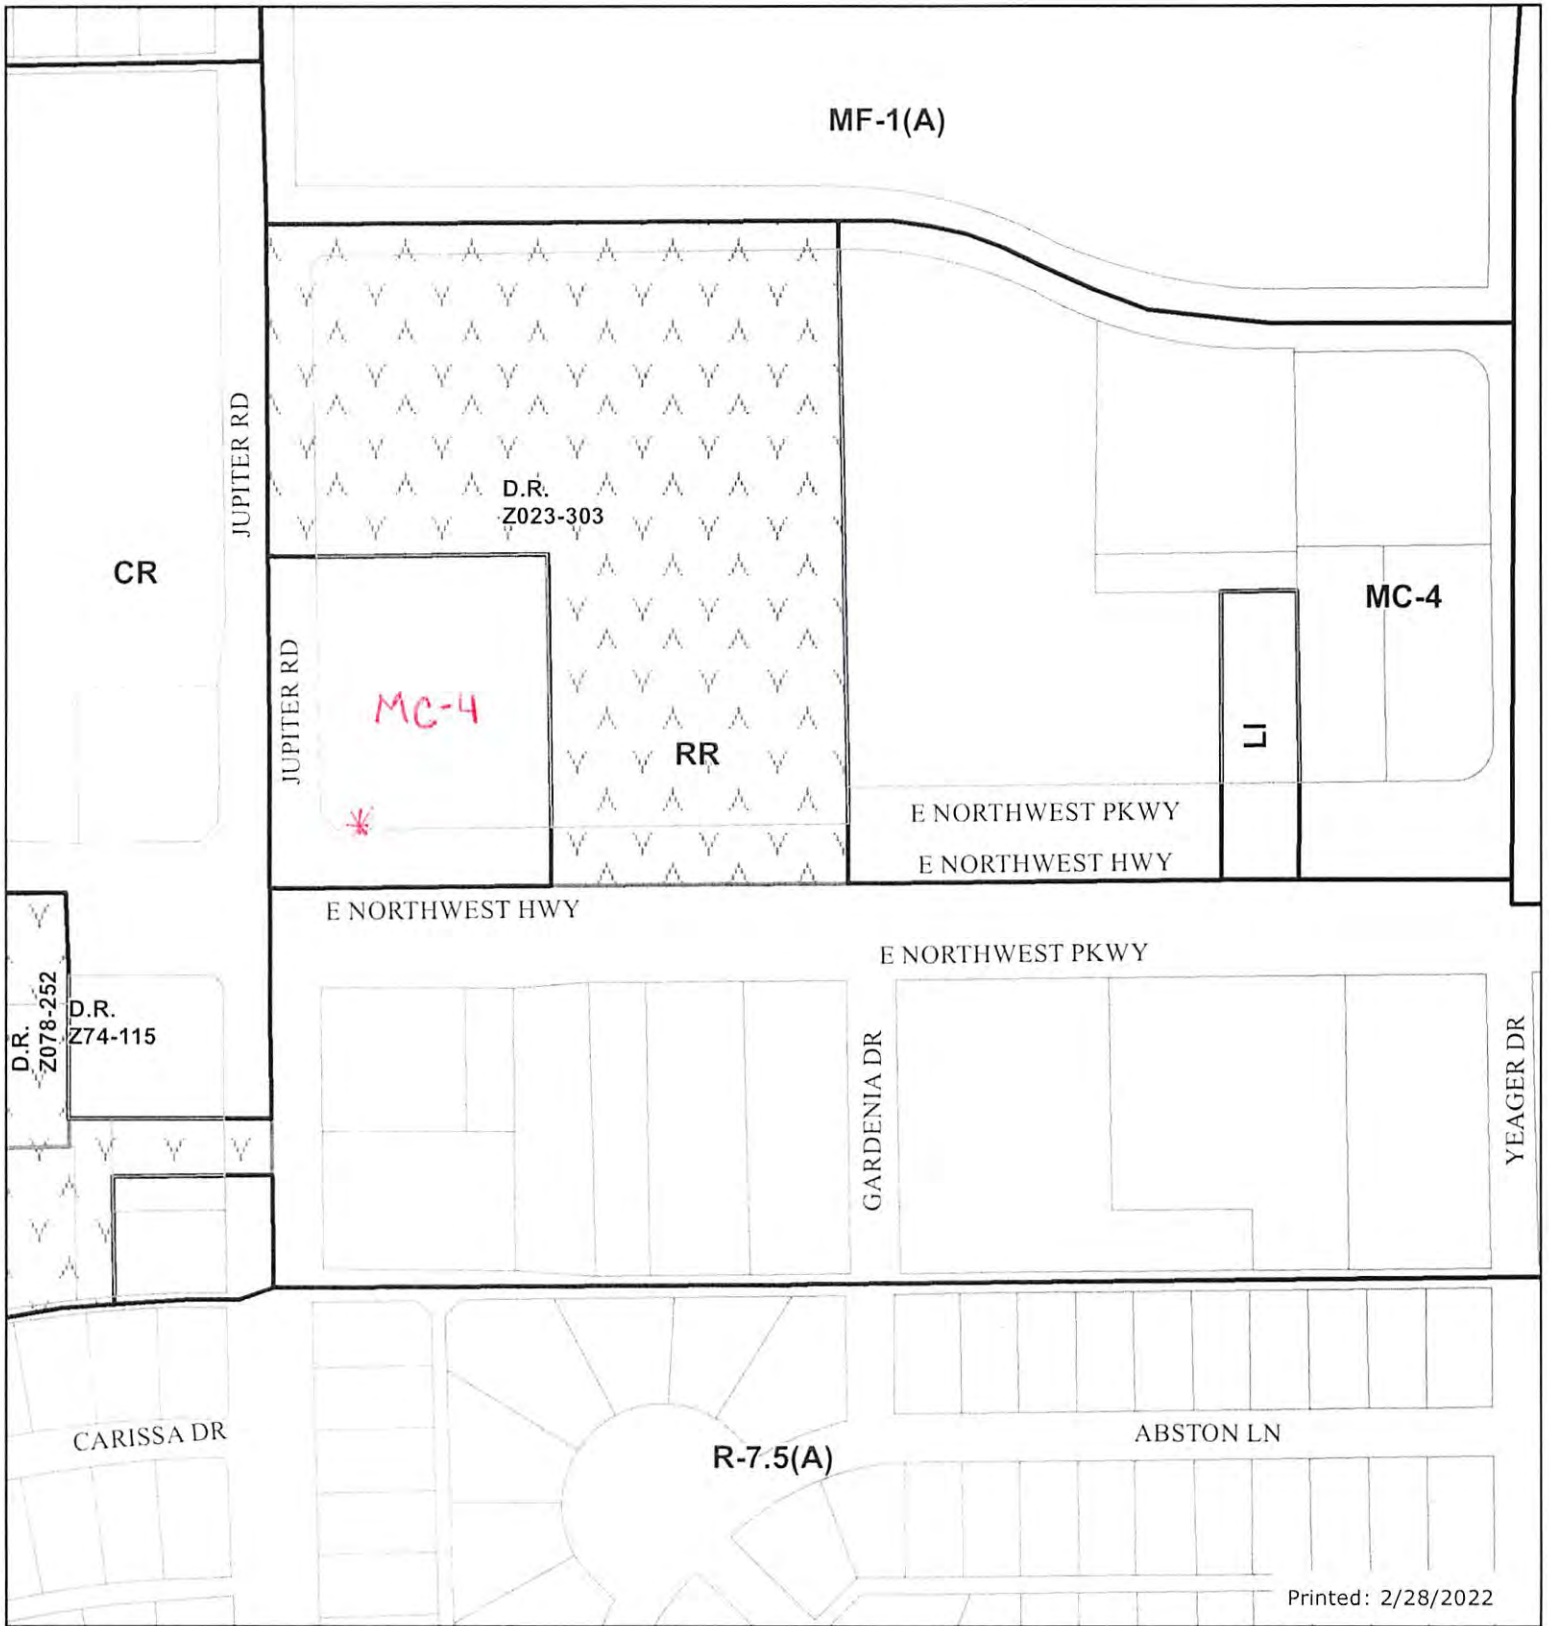 MF-1(A)
JUPITER RD
D.R.
Z023-303
CR
MC-4
JUPITER RD
MC-4
*
RR
LI
E NORTHWEST PKWY
E NORTHWEST HWY
E NORTHWEST HWY
E NORTHWEST PKWY
D.R.
Z078-252
D.R.
Z74-115
GARDENIA DR
YEAGER DR
CARISSA DR
R-7.5(A)
ABSTON LN
Printed: 2/28/2022